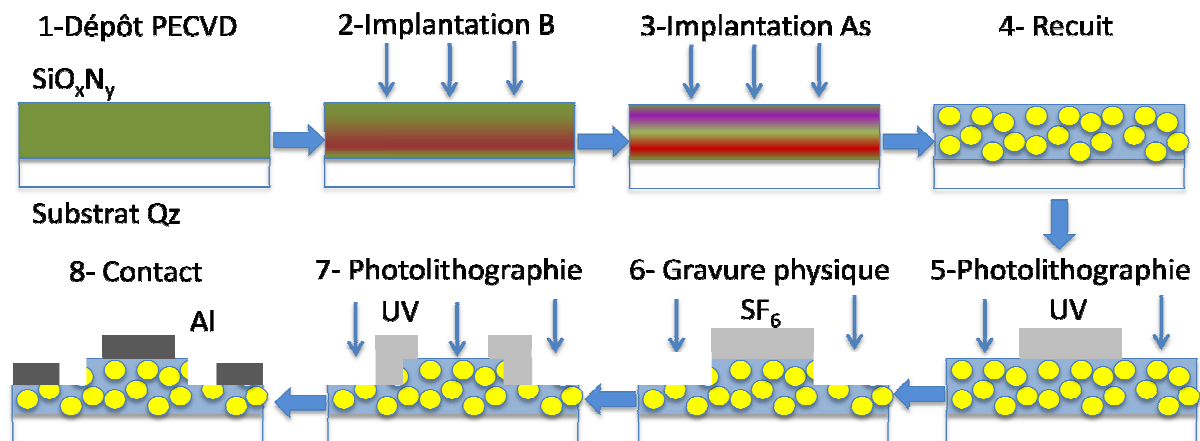 1-Dépôt PECVD
2-Implantation B
3-Implantation As
4- Recuit
SiOxNy
Substrat Qz
8- Contact
7- Photolithographie
6- Gravure physique
5-Photolithographie
Al
UV
SF6
UV